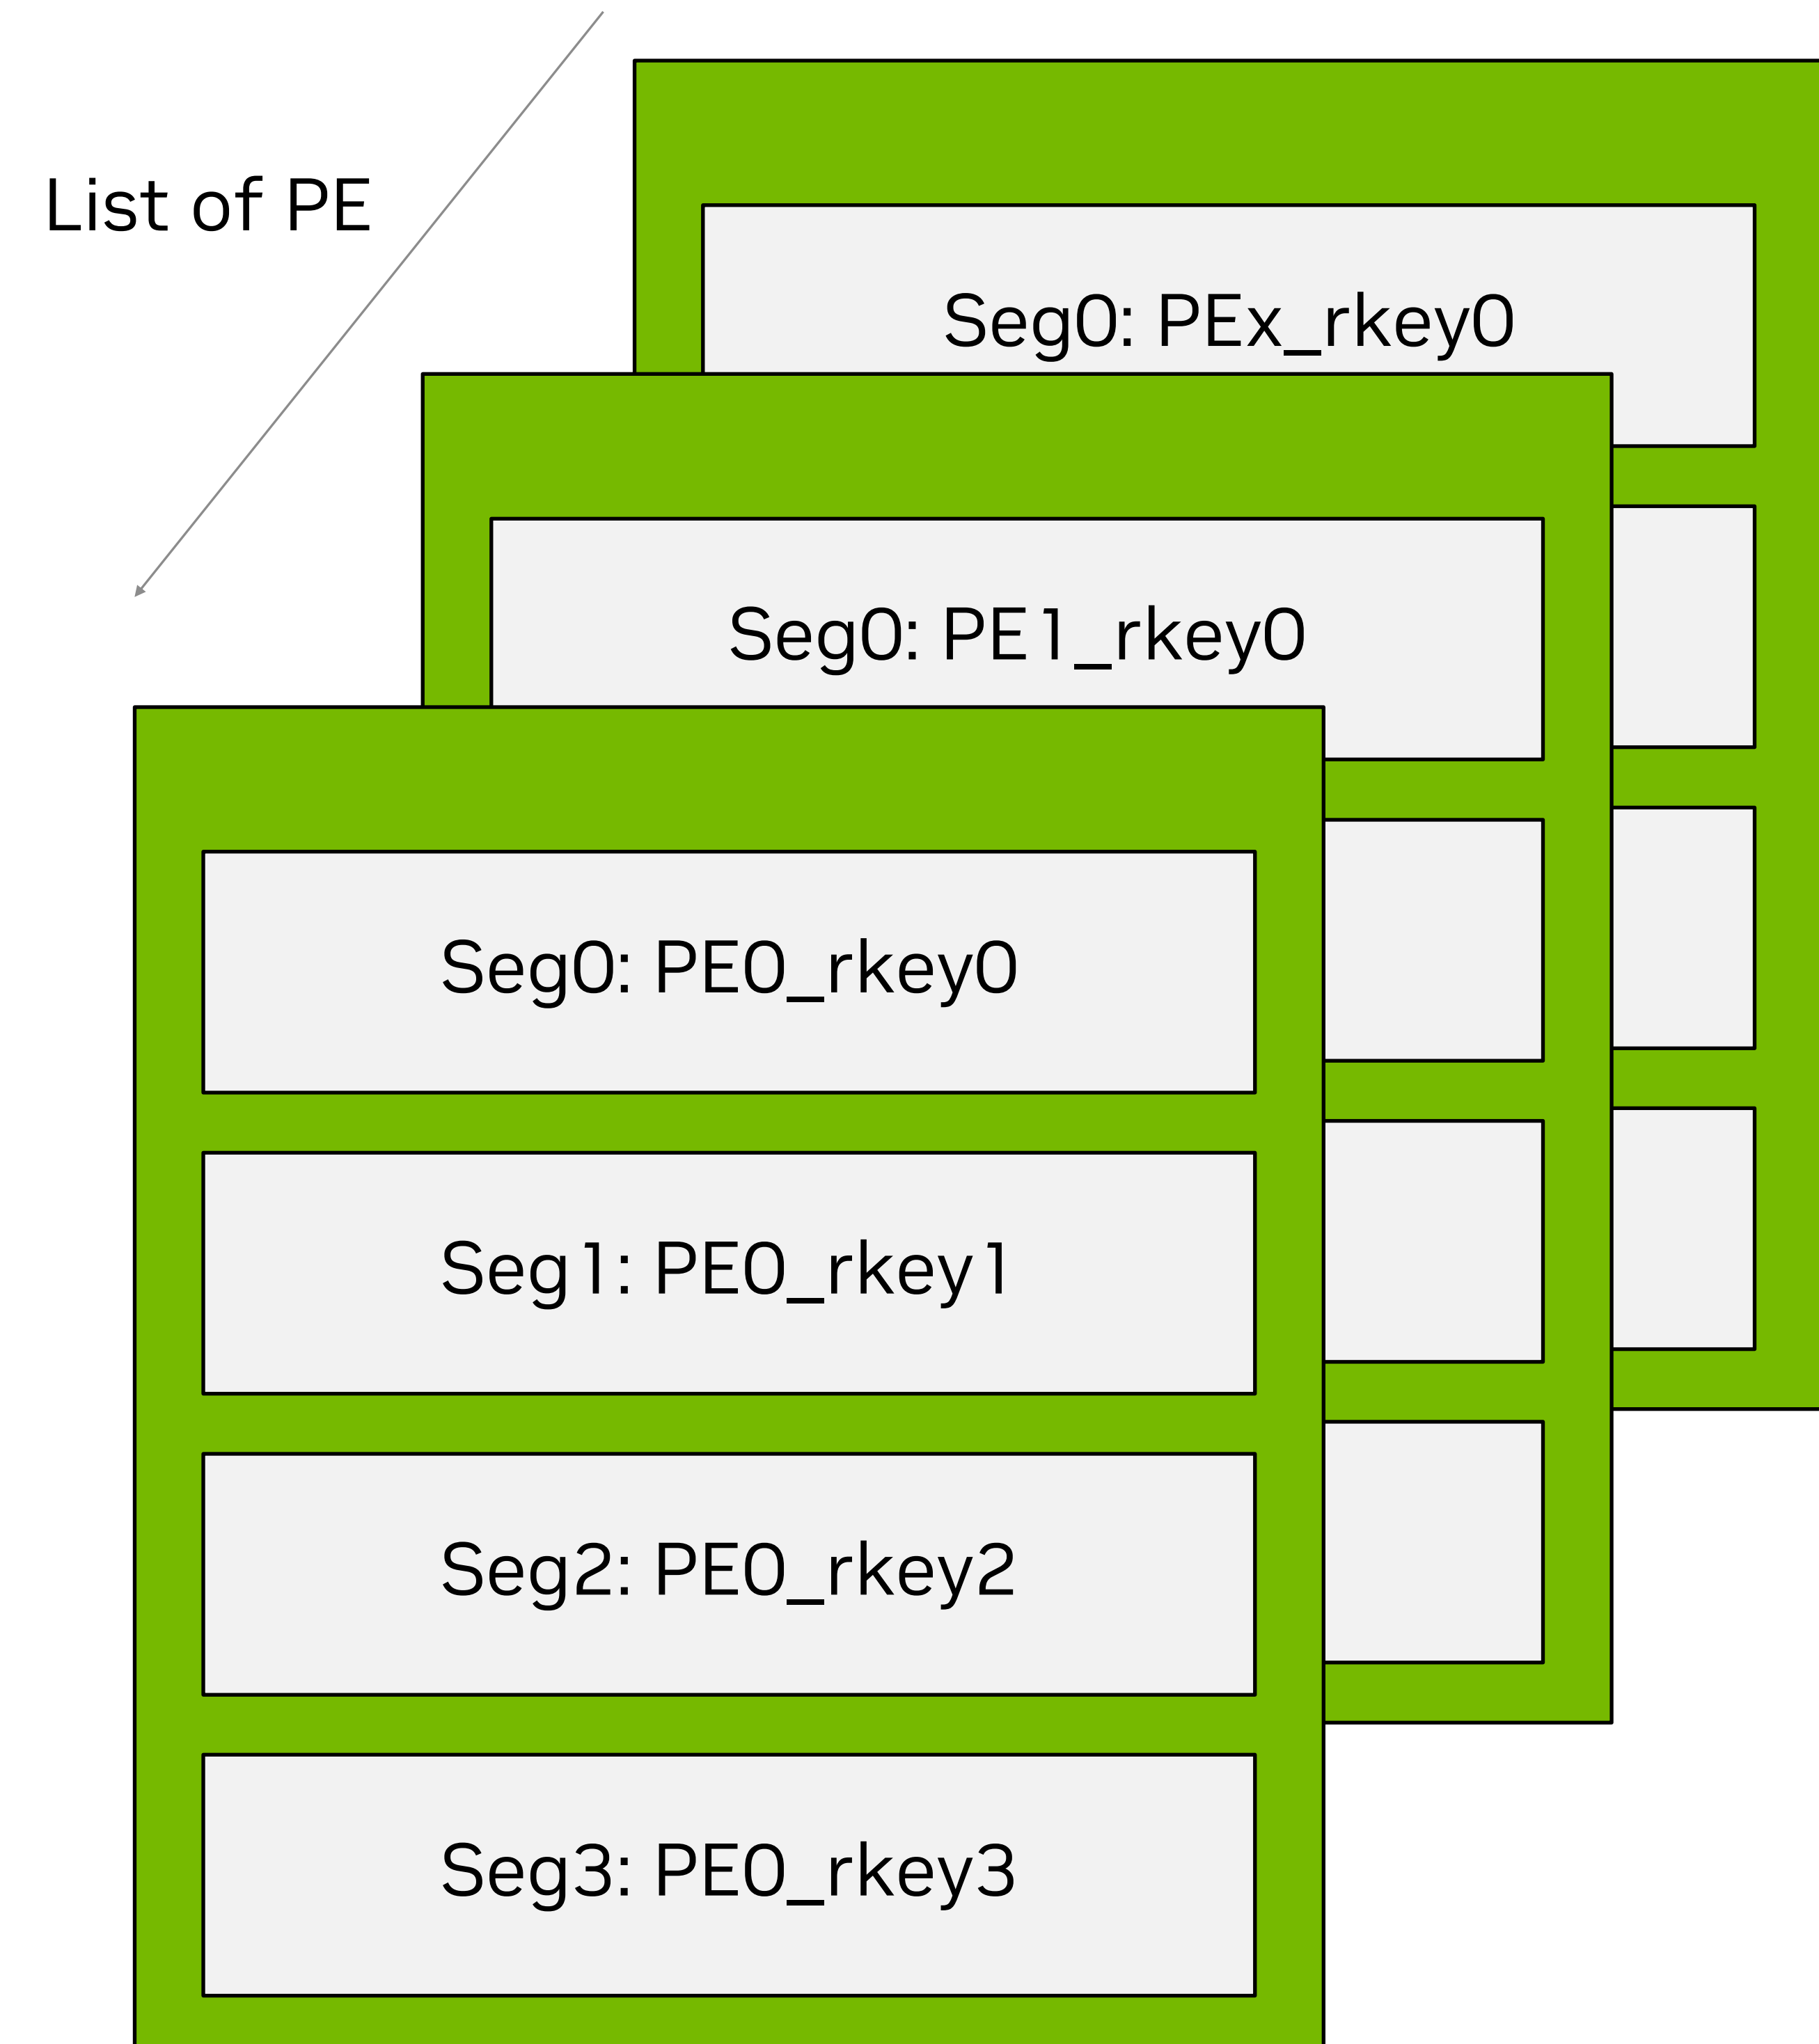 List of PE
Seg0: PEx_rkey0
Seg0: PE1_rkey0
Seg0: PE0_rkey0
Seg1: PE0_rkey1
Seg2: PE0_rkey2
Seg3: PE0_rkey3